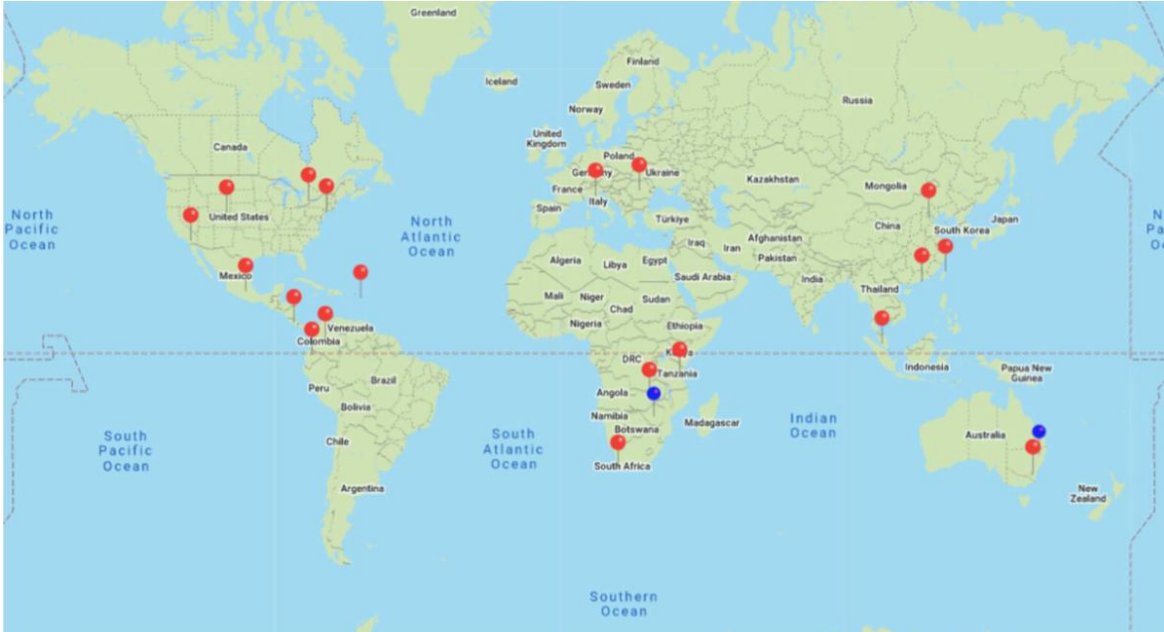 Greenland
Finland
Iceland
Sweden
Russia
Norway
United
Kingdom
Canada
Poland
Ukraine
Germany
Kazakhstan
Mongolia
France
Italy
Spain
United States
Türkiye
Japan
South Korea
China
North
Pacific
Ocean
North
Atlantic
Ocean
Iraq
Iran
Afghanistan
Pakistan
Algeria
Libya
Egypt
Saudi Arabia
India
Mexico
Thailand
Mali
Niger
Sudan
Chad
Nigeria
Ethiopia
Venezuela
Colombia
DRC
Tanzania
Indonesia
Papua New
Guinea
Peru
Brazil
Angola
Bolivia
Namibia
Botswana
Madagascar
Indian
Ocean
Australia
South
Pacific
Ocean
Chile
South
Atlantic
Ocean
South Africa
Argentina
New
Zealand
Southern
Ocean